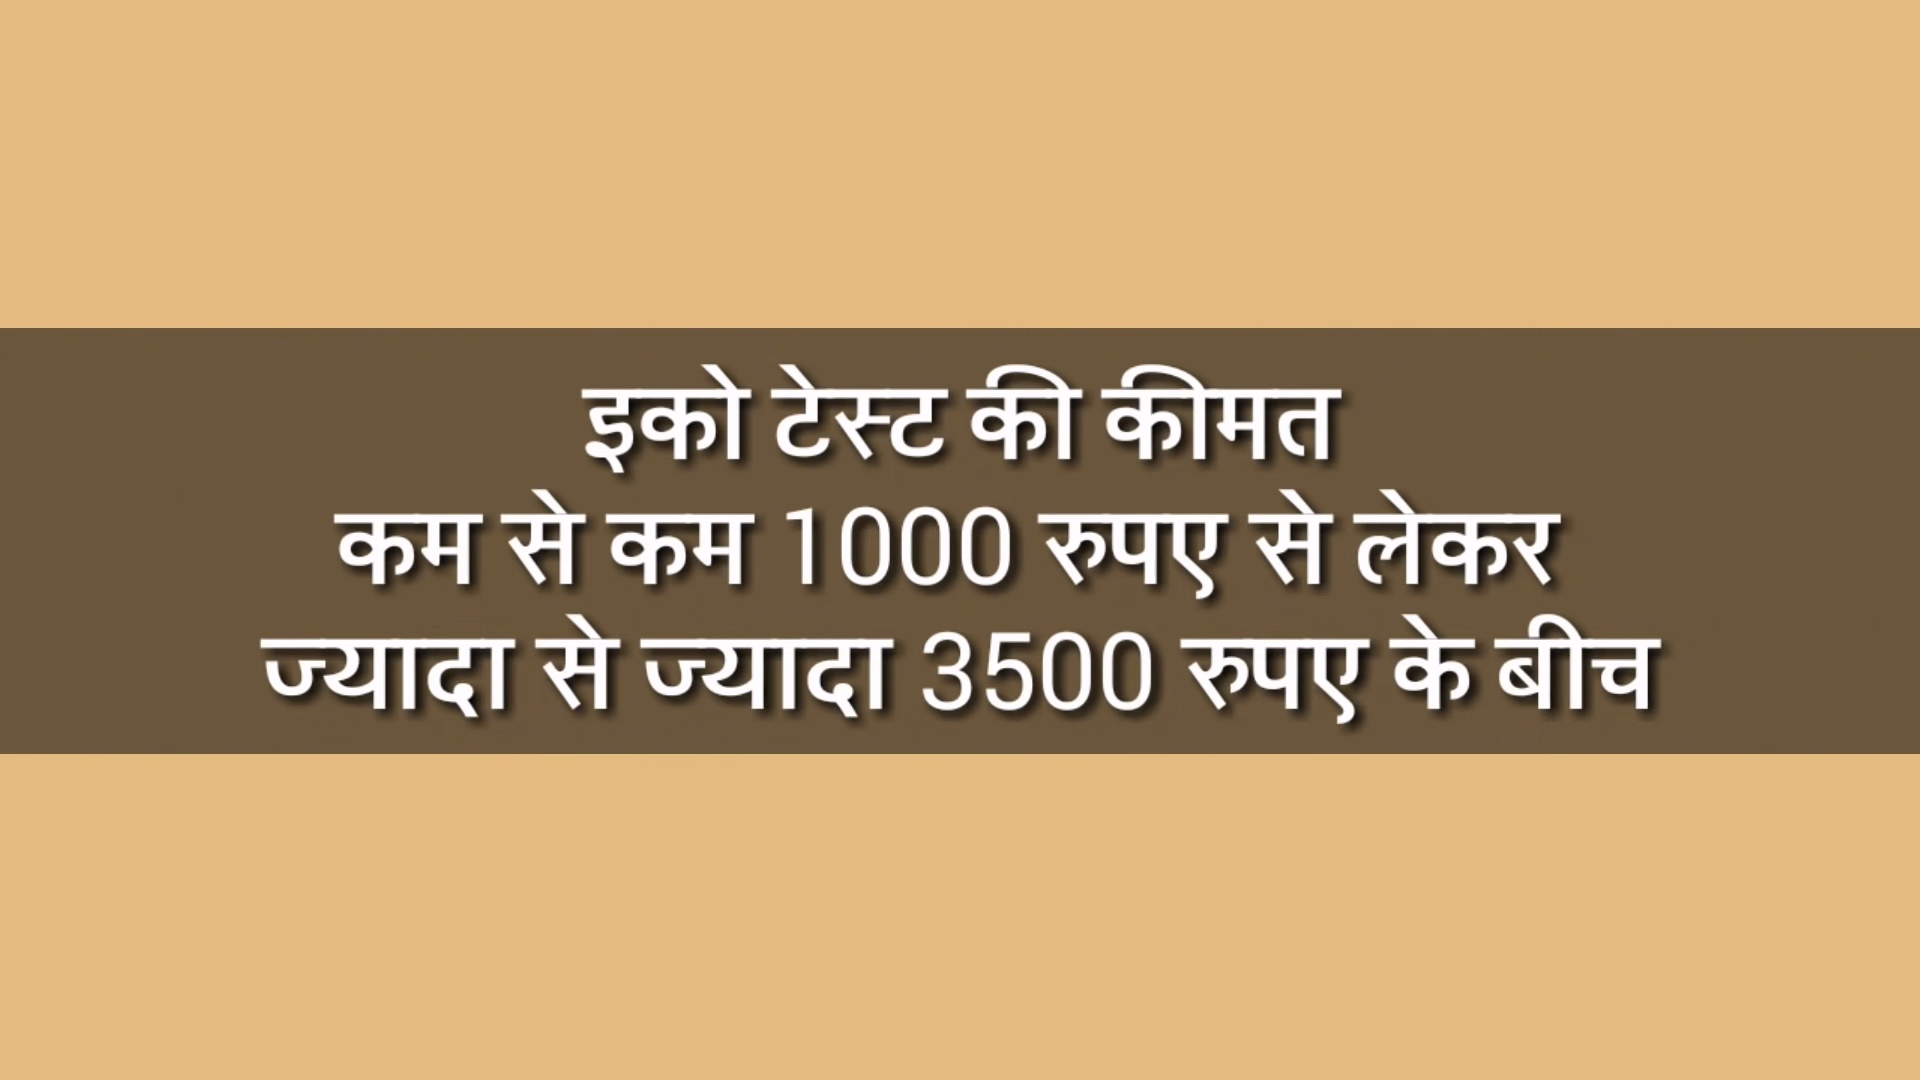 इको टेस्ट की कीमत
कम से कम 1000 रुपए से लेकर
ज्यादा से ज्यादा 3500 रुपए के बीच